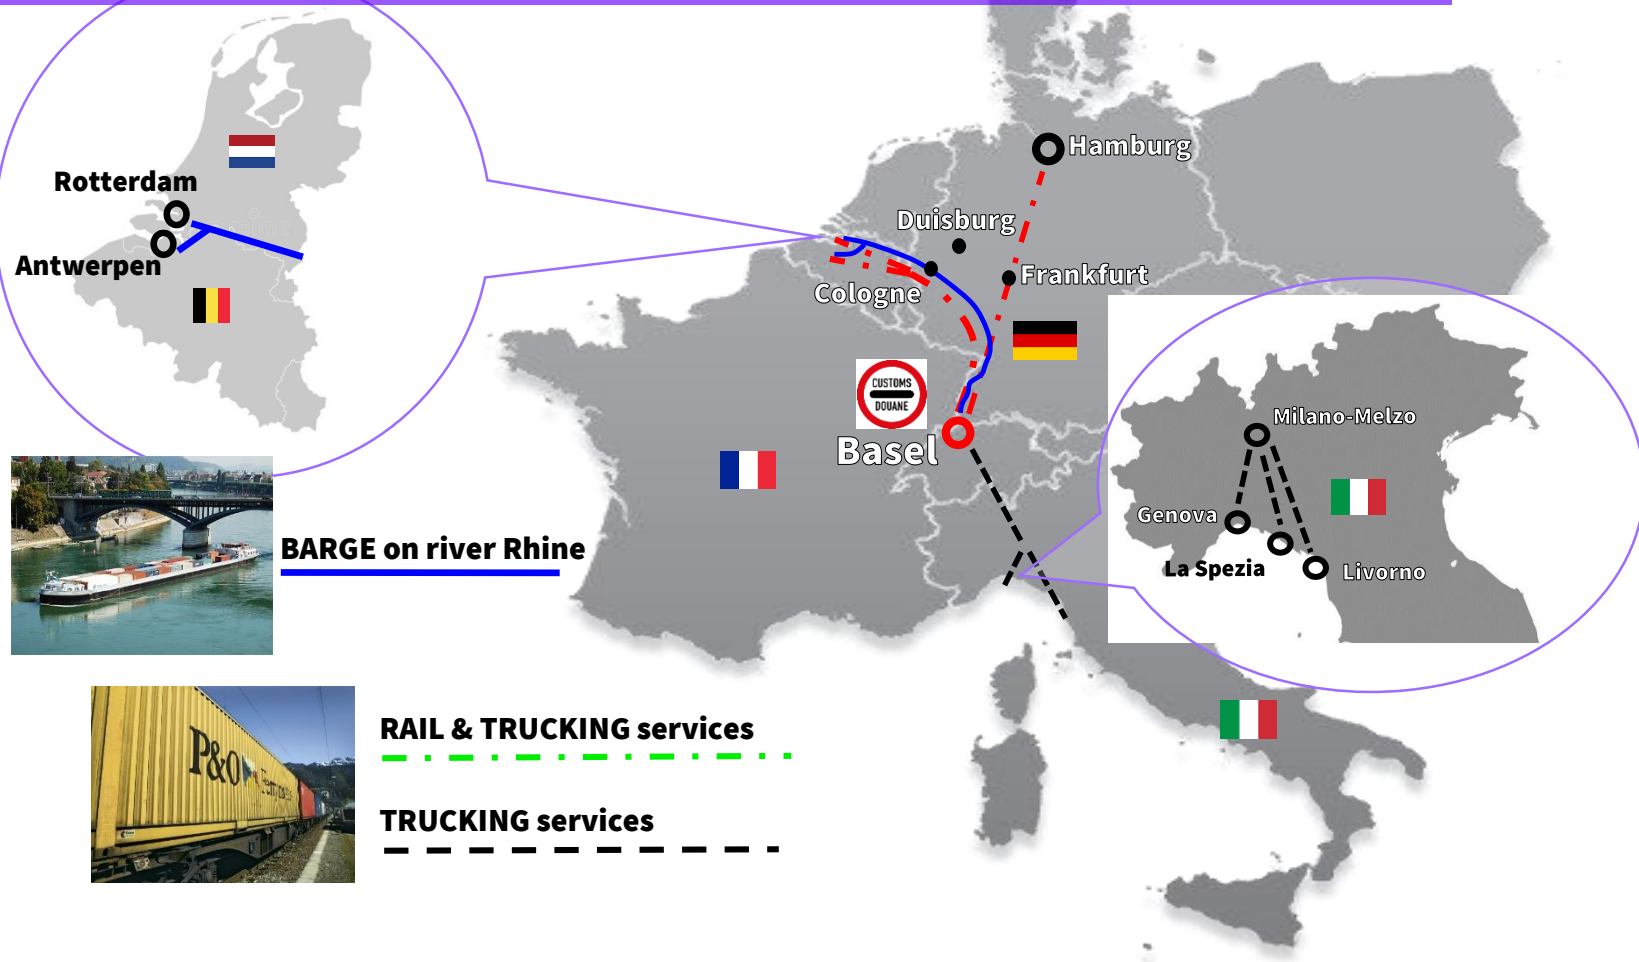 Rotterdam
Antwerpen
Hamburg
Duisburg
Frankfurt
Cologne
CUSTOMS
DOUANE
Basel
Milano-Melzo
Genova
La Spezia
Livorno
BARGE on river Rhine
RAIL & TRUCKING services
P&O
TRUCKING services